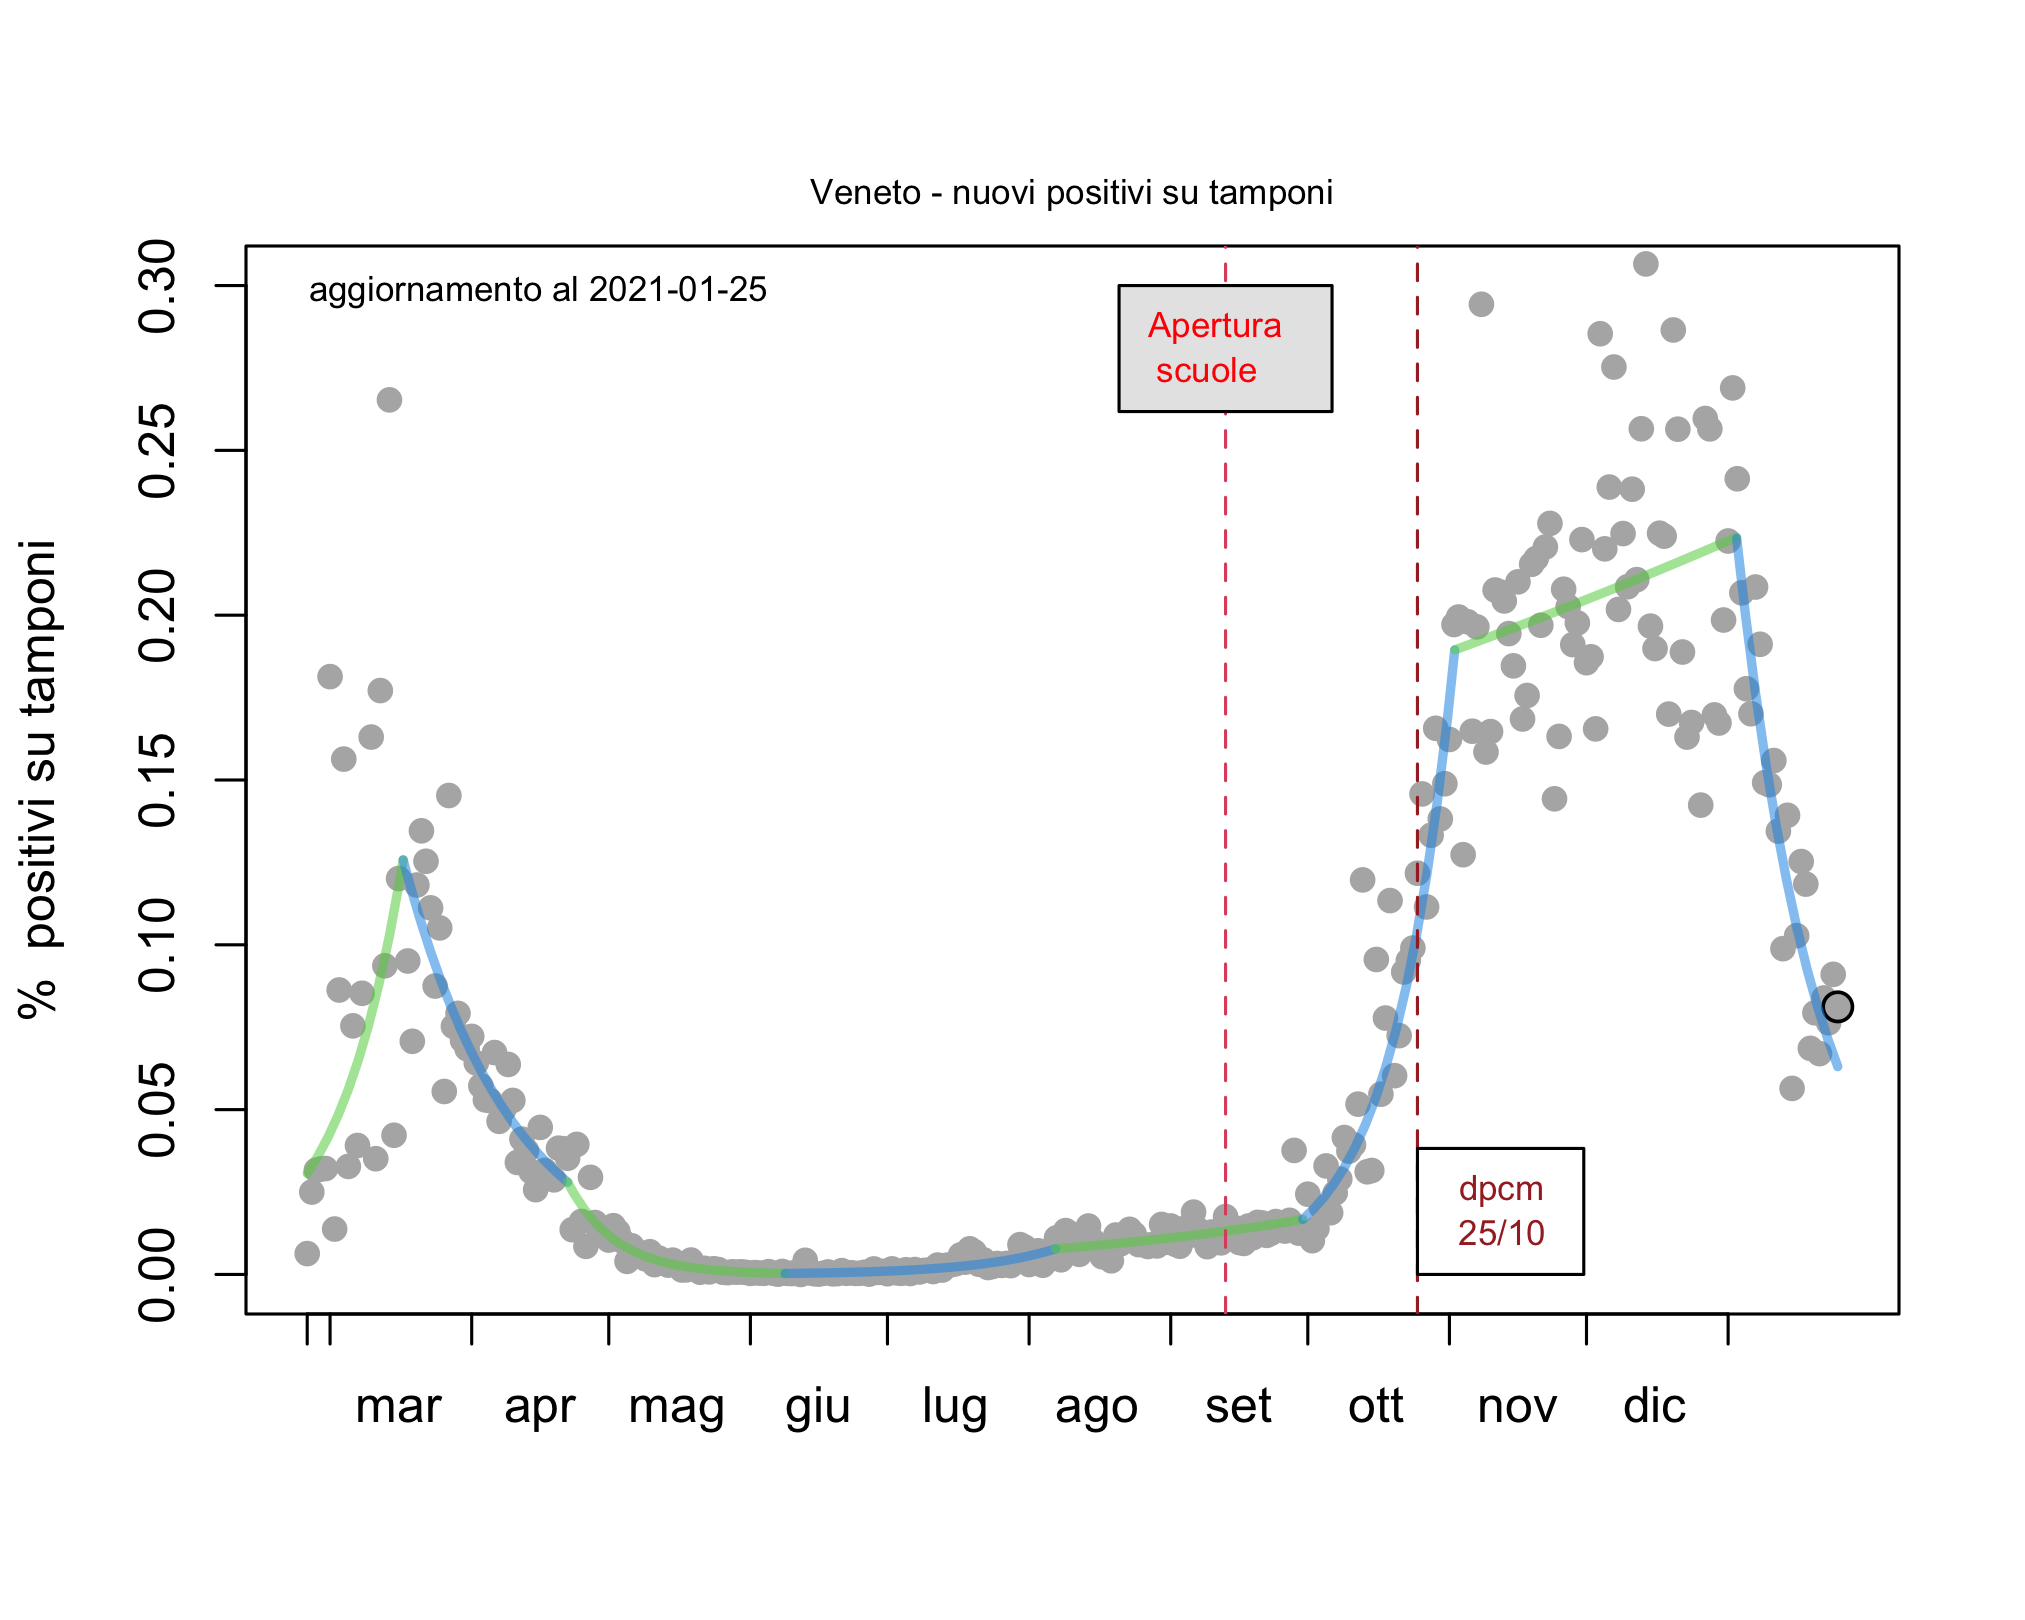 Veneto - nuovi positivi su tamponi
aggiornamento al 2021-01-25
Apertura
scuole
dpcm
25/10
% positivi su tamponi
0.30
0.25
0.20
0.15
0.10
0.05
0.00
mar apr mag giu lug ago set ott nov dic